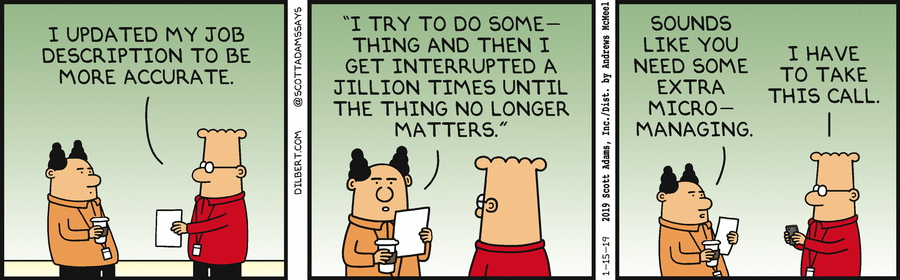 I UPDATED MY JOB
DESCRIPTION TO BE
MORE ACCURATE.
DILBERT.COM @SCOTTADAMSSAYS
"I TRY TO DO SOME-
THING AND THEN I
GET INTERRUPTED A
JILLION TIMES UNTIL
THE THING NO LONGER
MATTERS."
1-15-19 2019 Scott Adams, Inc./Dist. by Andrews McMeel
SOUNDS
LIKE YOU
NEED SOME
EXTRA
MICRO-
MANAGING.
I HAVE
TO TAKE
THIS CALL.